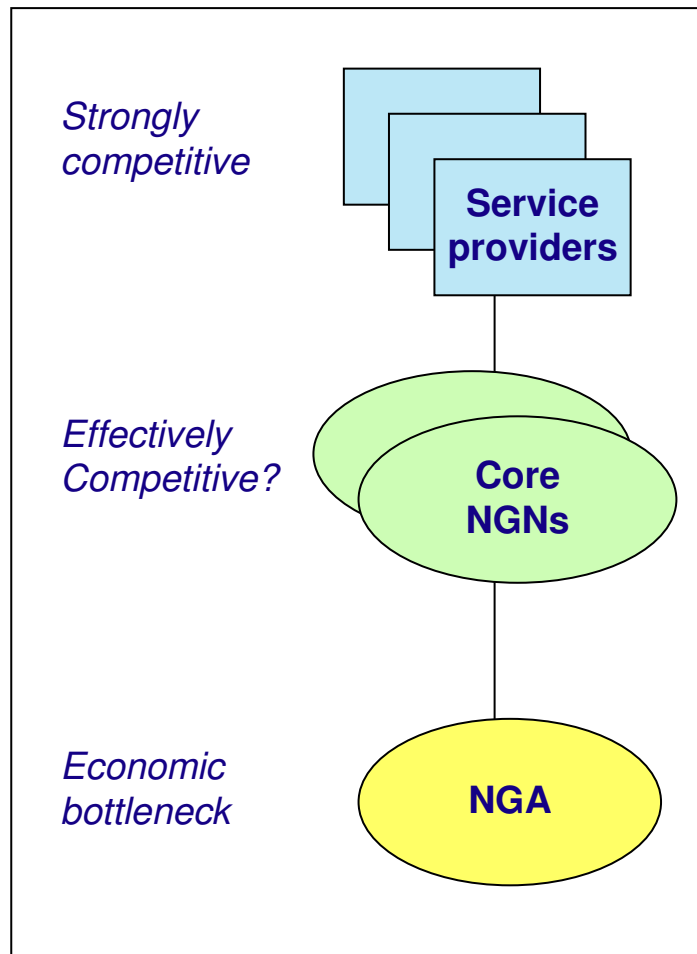 Strongly
competitive
Service
providers
Effectively
Competitive?
Core
NGNs
Economic
bottleneck
NGA